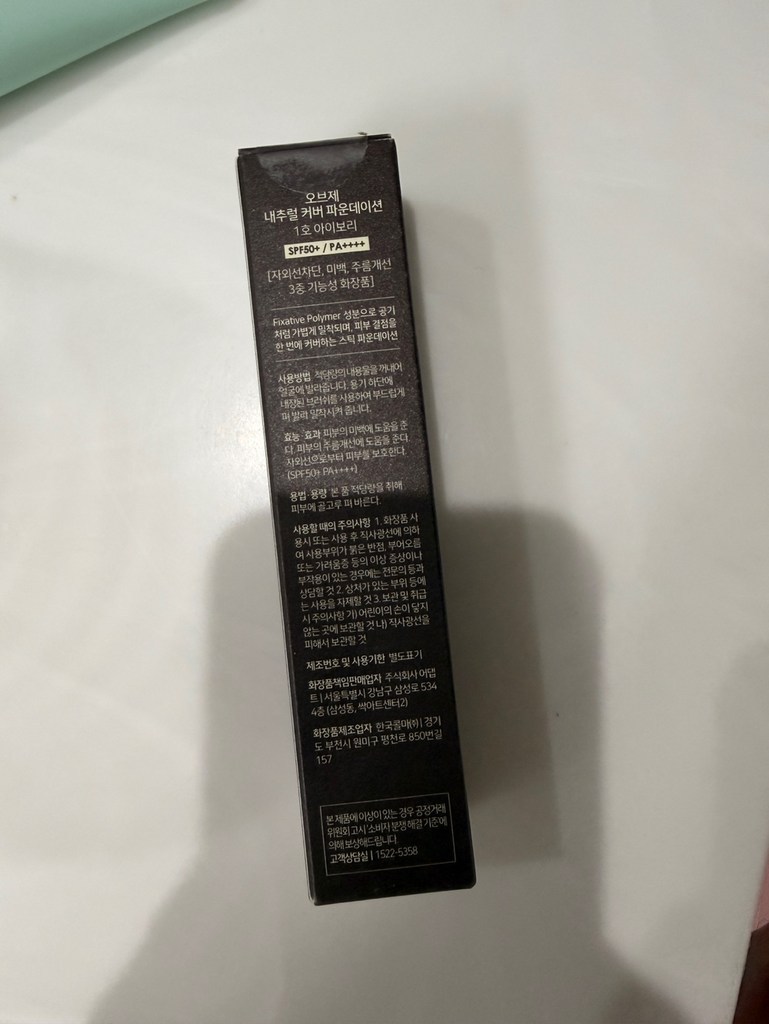 오브제
내추럴 커버 파운데이션
1호 아이보리
SPF50+ / PA++++
[자외선차단, 미백, 주름개선
3중 기능성 화장품]
Fixative Polymer 성분으로 공기
처럼 가볍게 밀착되며, 피부 결점을
한 번에 커버하는 스틱 파운데이션
사용방법 적당량의 내용물을 꺼내어
얼굴에 발라줍니다. 용기 하단에
내장된 브러쉬를 사용하여 부드럽게
펴 발라 밀착시켜 줍니다.
효능·효과 피부의 미백에 도움을 준
다. 피부의 주름개선에 도움을 준다.
자외선으로부터 피부를 보호한다.
(SPF50+ PA++++)
용법·용량 본 품 적당량을 취해
피부에 골고루 펴 바른다.
사용할 때의 주의사항 1. 화장품 사
용시 또는 사용 후 직사광선에 의하
여 사용부위가 붉은 반점, 부어오름
또는 가려움증 등의 이상 증상이나
부작용이 있는 경우에는 전문의 등과
상담할 것 2. 상처가 있는 부위 등에
는 사용을 자제할 것 3. 보관 및 취급
시 주의사항 가) 어린이의 손이 닿지
않는 곳에 보관할 것 나) 직사광선을
피해서 보관할 것
제조번호 및 사용기한 별도표기
화장품책임판매업자 주식회사 어댑
트 | 서울특별시 강남구 삼성로 534
4층 (삼성동, 싹아트센터2)
화장품제조업자 한국콜마㈜ | 경기
도 부천시 원미구 평천로 850번길
157
본 제품에 이상이 있는 경우 공정거래
위원회 고시 '소비자 분쟁 해결 기준'에
의해 보상해드립니다.
고객상담실 | 1522-5358